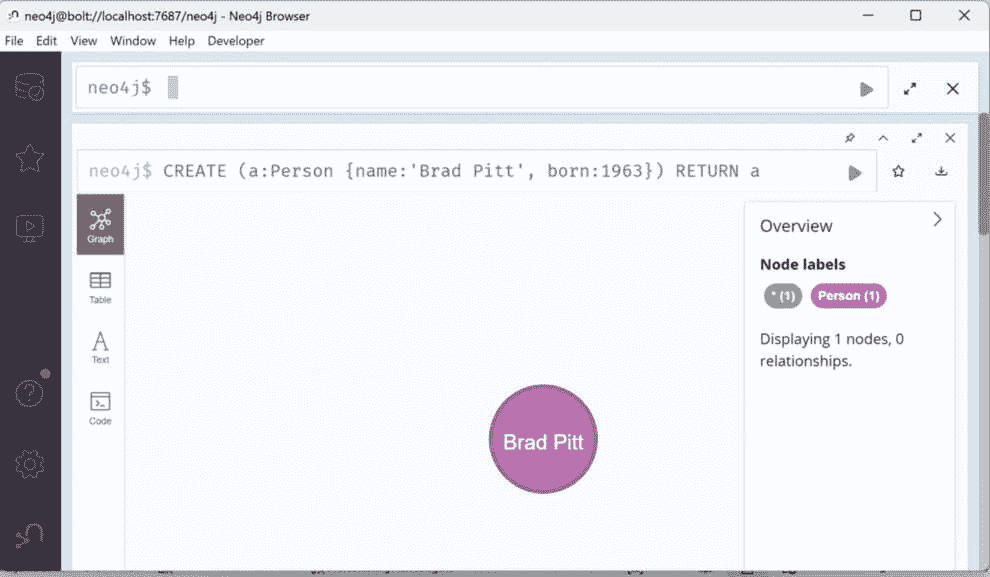 neo4j@bolt://localhost:7687/neo4j - Neo4j Browser
File Edit View Window Help Developer
neo4j$
neo4j$ CREATE (a:Person {name:'Brad Pitt', born:1963}) RETURN a
Graph
Table
Text
Code
Brad Pitt
Overview
Node labels
* (1) Person (1)
Displaying 1 nodes, 0
relationships.